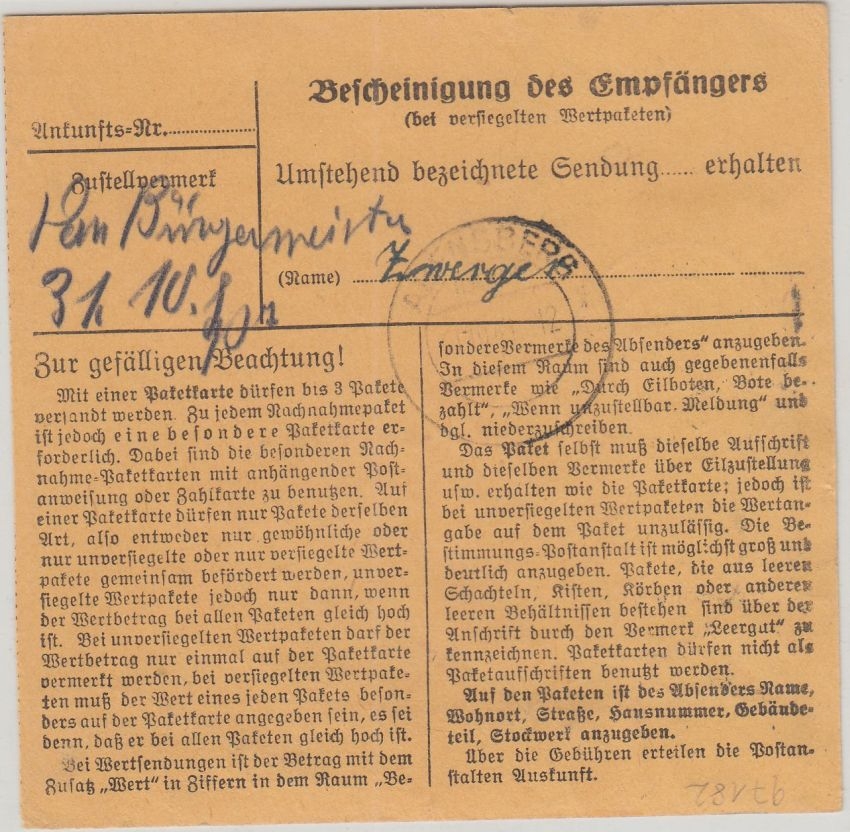 Bescheinigung des Empfängers
(bei versiegelten Wertpaketen)
Ankunfts=Nr.
Umstehend bezeichnete Sendung...... erhalten
Zustellvermerk
Bürgermeister
31. 10.
(Name) Zwerger
Zur gefälligen Beachtung!
Mit einer Paketkarte dürfen bis 3 Pakete
versandt werden. Zu jedem Nachnahmepaket
ist jedoch eine besondere Paketkarte er=
forderlich. Dabei sind die besonderen Nach=
nahme=Paketkarten mit anhängender Post=
anweisung oder Zahlkarte zu benutzen. Auf
einer Paketkarte dürfen nur Pakete derselben
Art, also entweder nur gewöhnliche oder
nur unversiegelte oder nur versiegelte Wert=
pakete gemeinsam befördert werden, unver=
siegelte Wertpakete jedoch nur dann, wenn
der Wertbetrag bei allen Paketen gleich hoch
ist. Bei unversiegelten Wertpaketen darf der
Wertbetrag nur einmal auf der Paketkarte
vermerkt werden, bei versiegelten Wertpake=
ten muß der Wert eines jeden Pakets beson=
ders auf der Paketkarte angegeben sein, es sei
denn, daß er bei allen Paketen gleich hoch ist.
Bei Wertsendungen ist der Betrag mit dem
Zusatz „Wert" in Ziffern in dem Raum „Be=
sondere Vermerke des Absenders" anzugeben.
In diesem Raum sind auch gegebenenfalls
Vermerke wie „Durch Eilboten, Bote be=
zahlt", „Wenn unzustellbar. Meldung" und
dgl. niederzuschreiben.
Das Paket selbst muß dieselbe Aufschrift
und dieselben Vermerke über Eilzustellung
usw. erhalten wie die Paketkarte; jedoch ist
bei unversiegelten Wertpaketen die Wertan=
gabe auf dem Paket unzulässig. Die Be=
stimmungs=Postanstalt ist möglichst groß und
deutlich anzugeben. Pakete, die aus leeren
Schachteln, Kisten, Körben oder anderen
leeren Behältnissen bestehen sind über der
Anschrift durch den Vermerk „Leergut" zu
kennzeichnen. Paketkarten dürfen nicht als
Paketaufschriften benutzt werden.
Auf den Paketen ist des Absenders Name,
Wohnort, Straße, Hausnummer, Gebäude=
teil, Stockwerk anzugeben.
Über die Gebühren erteilen die Postan=
stalten Auskunft.